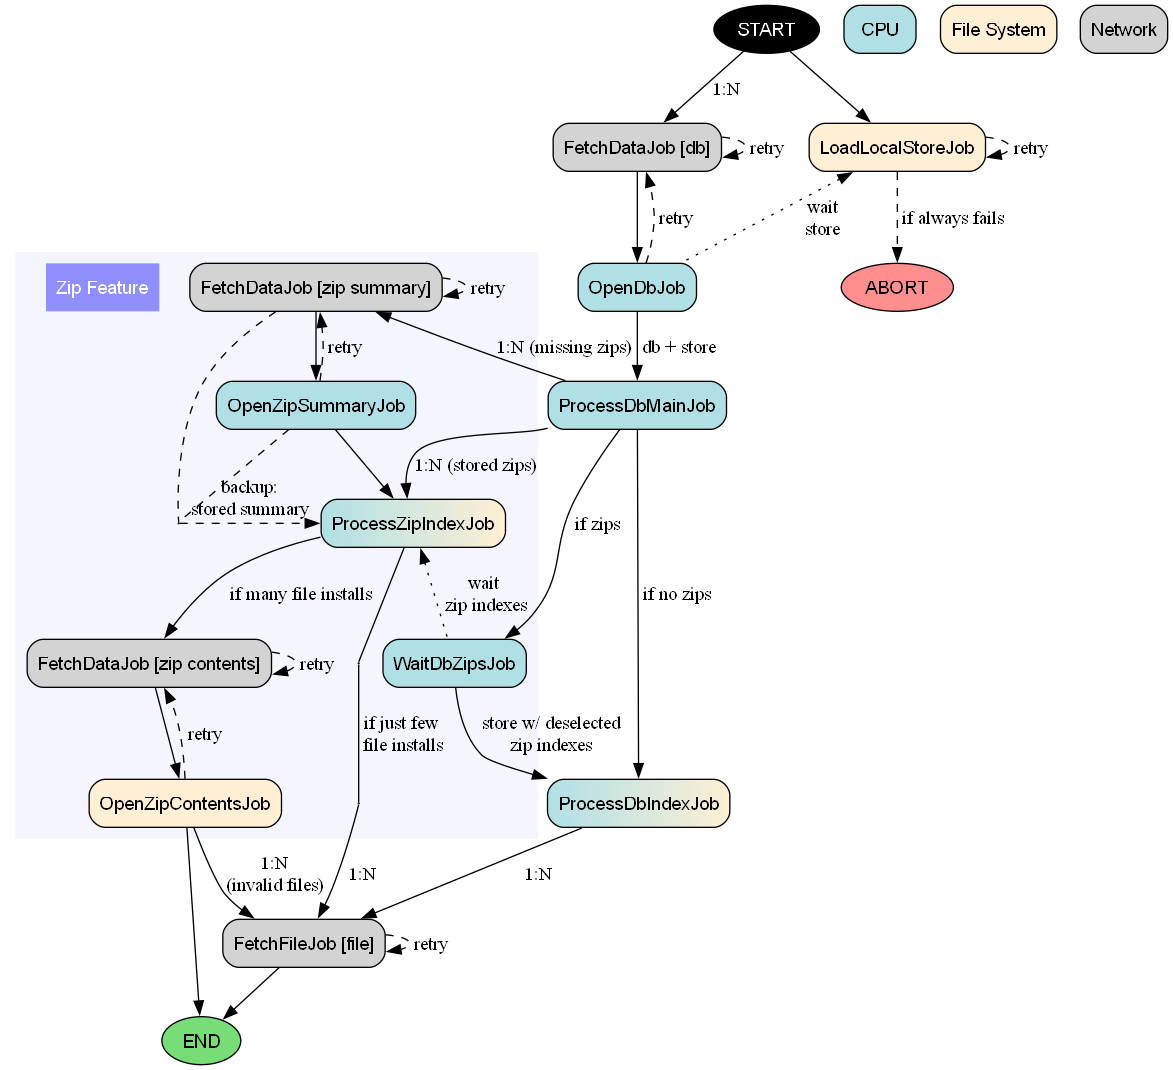 START
CPU
File System
Network
1:N
FetchDataJob [db]
retry
LoadLocalStoreJob
retry
wait
store
if always fails
retry
Zip Feature
FetchDataJob [zip summary]
retry
OpenDbJob
ABORT
retry
1:N (missing zips)
db + store
OpenZipSummaryJob
ProcessDbMainJob
1:N (stored zips)
backup:
stored summary
ProcessZipIndexJob
if zips
if many file installs
wait
zip indexes
if no zips
FetchDataJob [zip contents]
retry
WaitDbZipsJob
retry
if just few
file installs
store w/ deselected
zip indexes
OpenZipContentsJob
ProcessDbIndexJob
1:N
(invalid files)
1:N
1:N
FetchFileJob [file]
retry
END